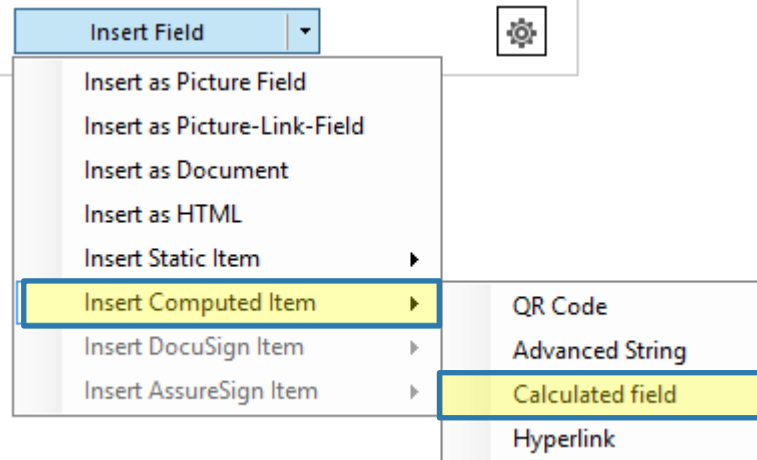 Insert Field
Insert as Picture Field
Insert as Picture-Link-Field
Insert as Document
Insert as HTML
Insert Static Item
Insert Computed Item
Insert DocuSign Item
Insert AssureSign Item
QR Code
Advanced String
Calculated field
Hyperlink